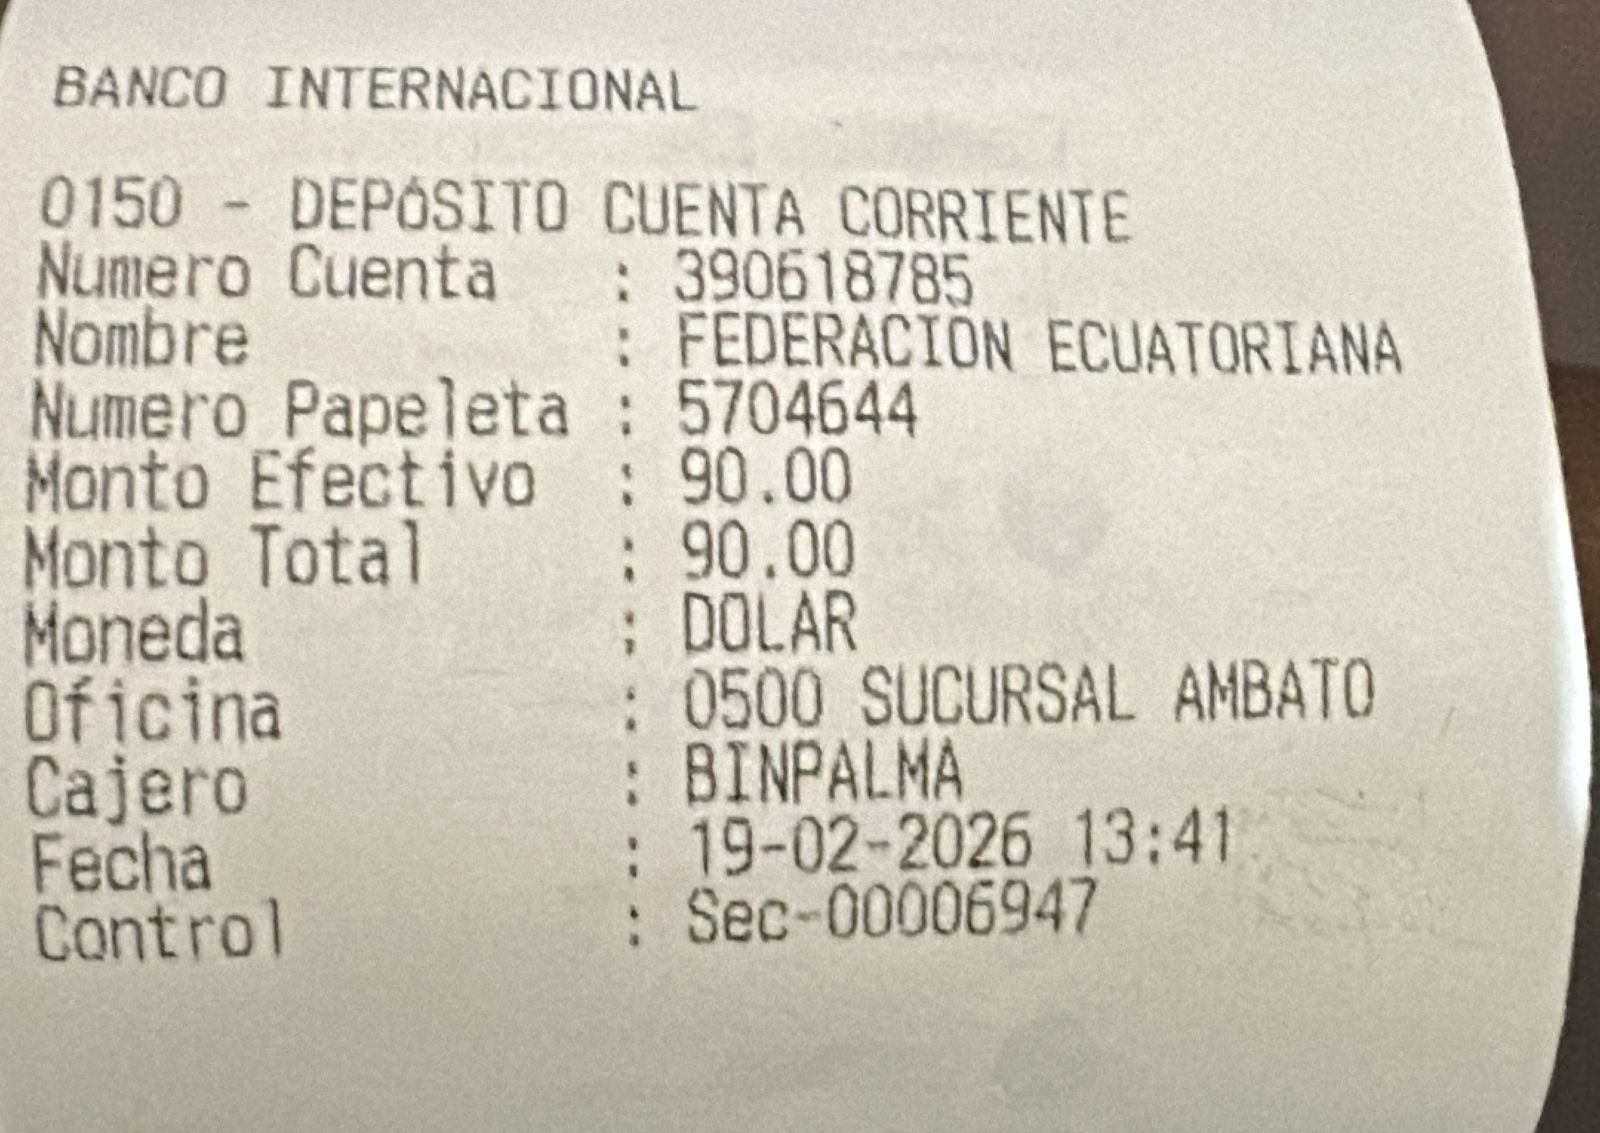 BANCO INTERNACIONAL
0150 - DEPÓSITO CUENTA CORRIENTE
Numero Cuenta : 390618785
Nombre : FEDERACION ECUATORIANA
Numero Papeleta : 5704644
Monto Efectivo : 90.00
Monto Total : 90.00
Moneda : DOLAR
Oficina : 0500 SUCURSAL AMBATO
Cajero : BINPALMA
Fecha : 19-02-2026 13:41
Control : Sec-00006947